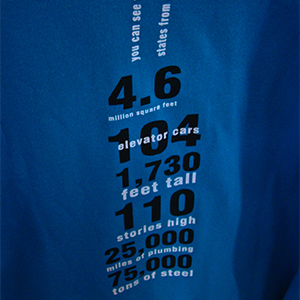 you can see
states from
4.6
million square feet
104
elevator cars
1,730
feet tall
110
stories high
25,000
miles of plumbing
75,000
tons of steel